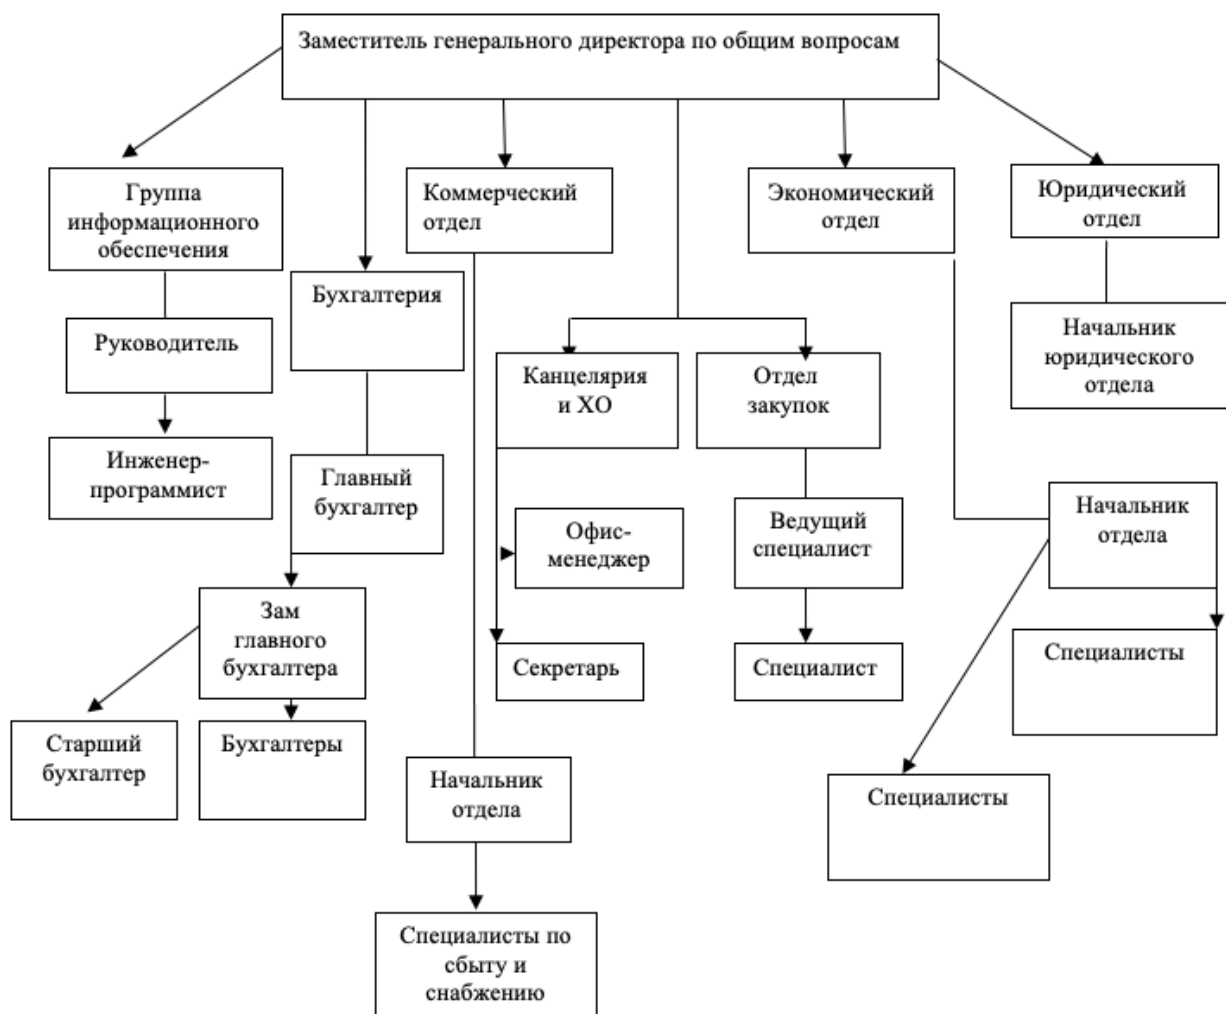 Заместитель генерального директора по общим вопросам
Группа
информационного
обеспечения
Коммерческий
отдел
Экономический
отдел
Юридический
отдел
Бухгалтерия
Руководитель
Канцелярия
и ХО
Отдел
закупок
Начальник
юридического
отдела
Инженер-
программист
Главный
бухгалтер
Офис-
менеджер
Ведущий
специалист
Начальник
отдела
Зам
главного
бухгалтера
Секретарь
Специалист
Специалисты
Старший
бухгалтер
Бухгалтеры
Начальник
отдела
Специалисты
Специалисты по
сбыту и
снабжению